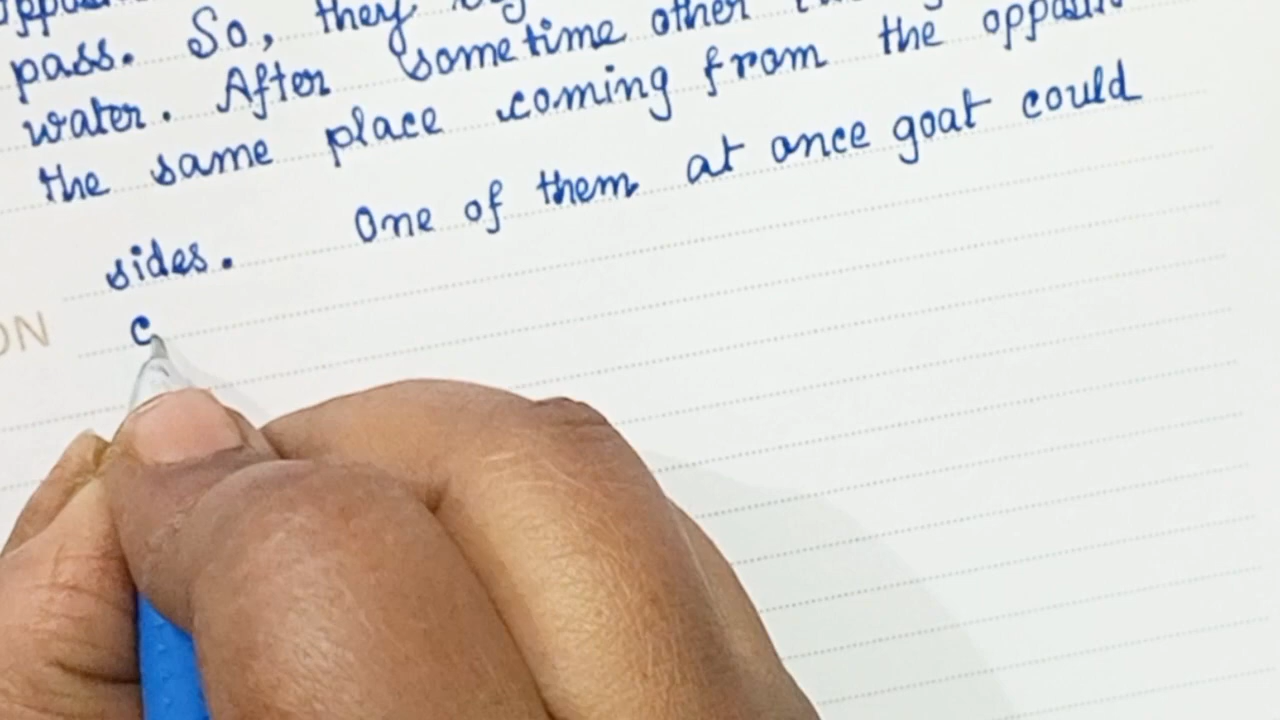 pass. So, they
water. After sometime other
the same place coming from the
sides. One of them at ance goat could
c
ON